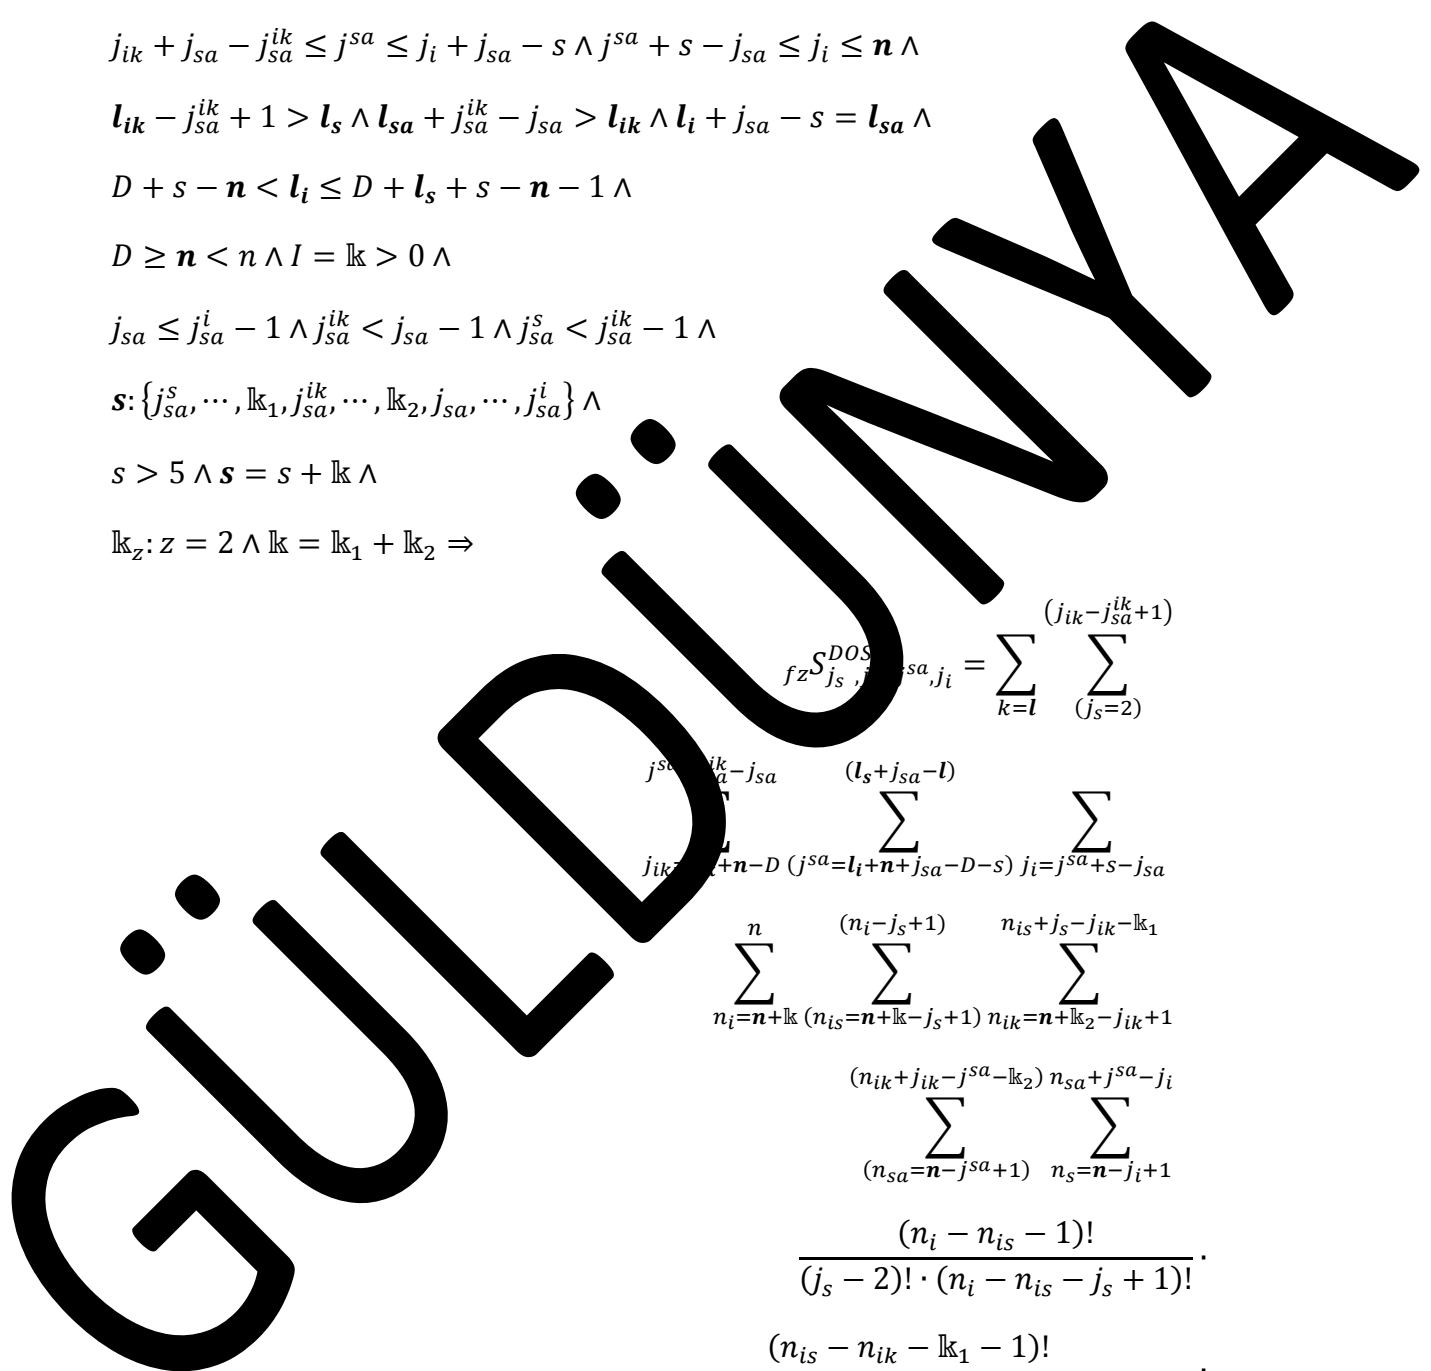 j_{ik} + j_{sa} − j_{sa}^{ik} ≤ j^{sa} ≤ j_i + j_{sa} − s ∧ j^{sa} + s − j_{sa} ≤ j_i ≤ n ∧
l_{ik} − j_{sa}^{ik} + 1 > l_s ∧ l_{sa} + j_{sa}^{ik} − j_{sa} > l_{ik} ∧ l_i + j_{sa} − s = l_{sa} ∧
D + s − n < l_i ≤ D + l_s + s − n − 1 ∧
D ≥ n < n ∧ I = 𝕜 > 0 ∧
j_{sa} ≤ j_{sa}^i − 1 ∧ j_{sa}^{ik} < j_{sa} − 1 ∧ j_{sa}^s < j_{sa}^{ik} − 1 ∧
s: {j_{sa}^s, ⋯, 𝕜_1, j_{sa}^{ik}, ⋯, 𝕜_2, j_{sa}, ⋯, j_{sa}^i} ∧
s > 5 ∧ s = s + 𝕜 ∧
𝕜_z: z = 2 ∧ 𝕜 = 𝕜_1 + 𝕜_2 ⇒
(j_{ik}−j_{sa}^{ik}+1)
_{fz}S^{DOS}_{j_s, j^{sa}, j_i} = ∑ ∑
k=l (j_s=2)
−j_{sa} (l_s+j_{sa}−l)
∑ ∑ ∑
+n−D (j^{sa}=l_i+n+j_{sa}−D−s) j_i=j^{sa}+s−j_{sa}
n (n_i−j_s+1) n_{is}+j_s−j_{ik}−𝕜_1
∑ ∑ ∑
n_i=n+𝕜 (n_{is}=n+𝕜−j_s+1) n_{ik}=n+𝕜_2−j_{ik}+1
(n_{ik}+j_{ik}−j^{sa}−𝕜_2) n_{sa}+j^{sa}−j_i
∑ ∑
(n_{sa}=n−j^{sa}+1) n_s=n−j_i+1
(n_i − n_{is} − 1)!
(j_s − 2)! · (n_i − n_{is} − j_s + 1)! ·
(n_{is} − n_{ik} − 𝕜_1 − 1)!
GÜLDÜNYA